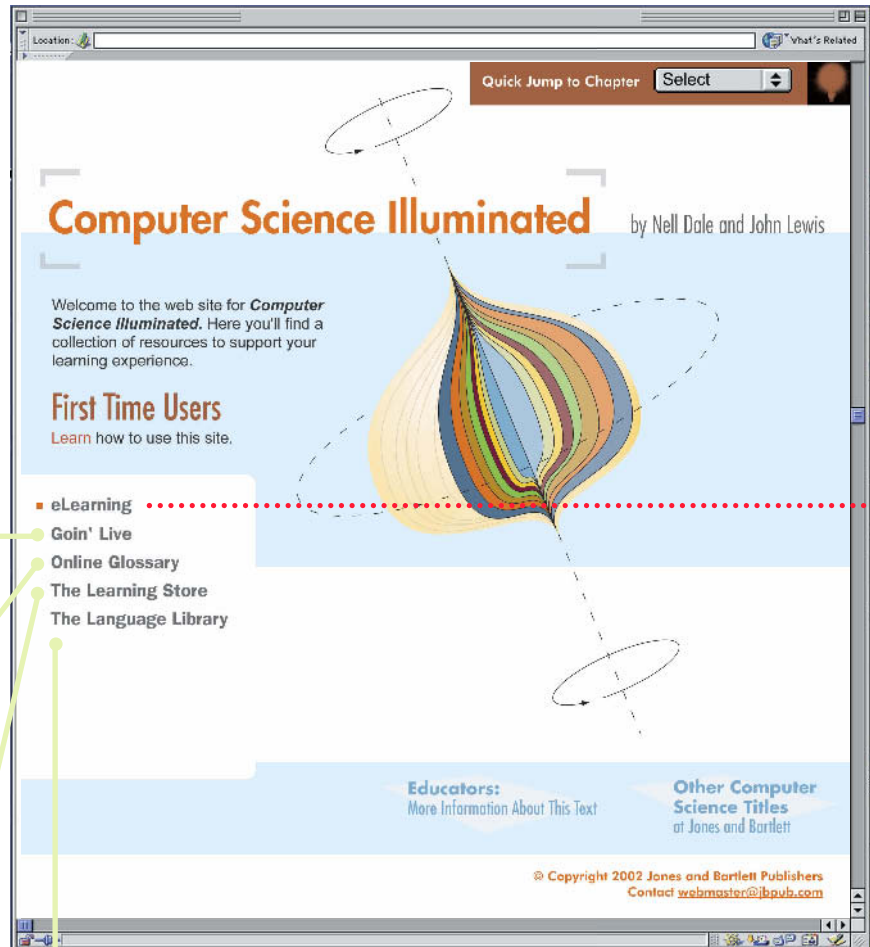 Location:
What's Related
Quick Jump to Chapter Select
Computer Science Illuminated
by Nell Dale and John Lewis
Welcome to the web site for Computer
Science Illuminated. Here you'll find a
collection of resources to support your
learning experience.
First Time Users
Learn how to use this site.
eLearning
Goin' Live
Online Glossary
The Learning Store
The Language Library
Educators:
More Information About This Text
Other Computer
Science Titles
at Jones and Bartlett
© Copyright 2002 Jones and Bartlett Publishers
Contact webmaster@jbpub.com